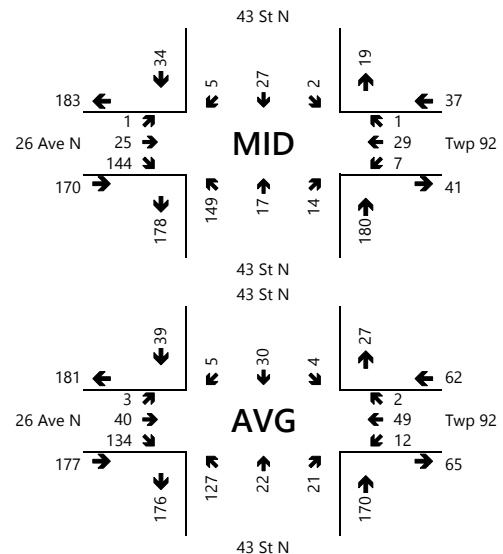 43 St N
34 5 27 2 19
183 37
1 1
26 Ave N 25 MID 29 Twp 92
144 7
170 41
178 149 17 14 180
43 St N
43 St N
39 5 30 4 27
181 62
3 2
26 Ave N 40 AVG 49 Twp 92
134 12
177 65
176 127 22 21 170
43 St N